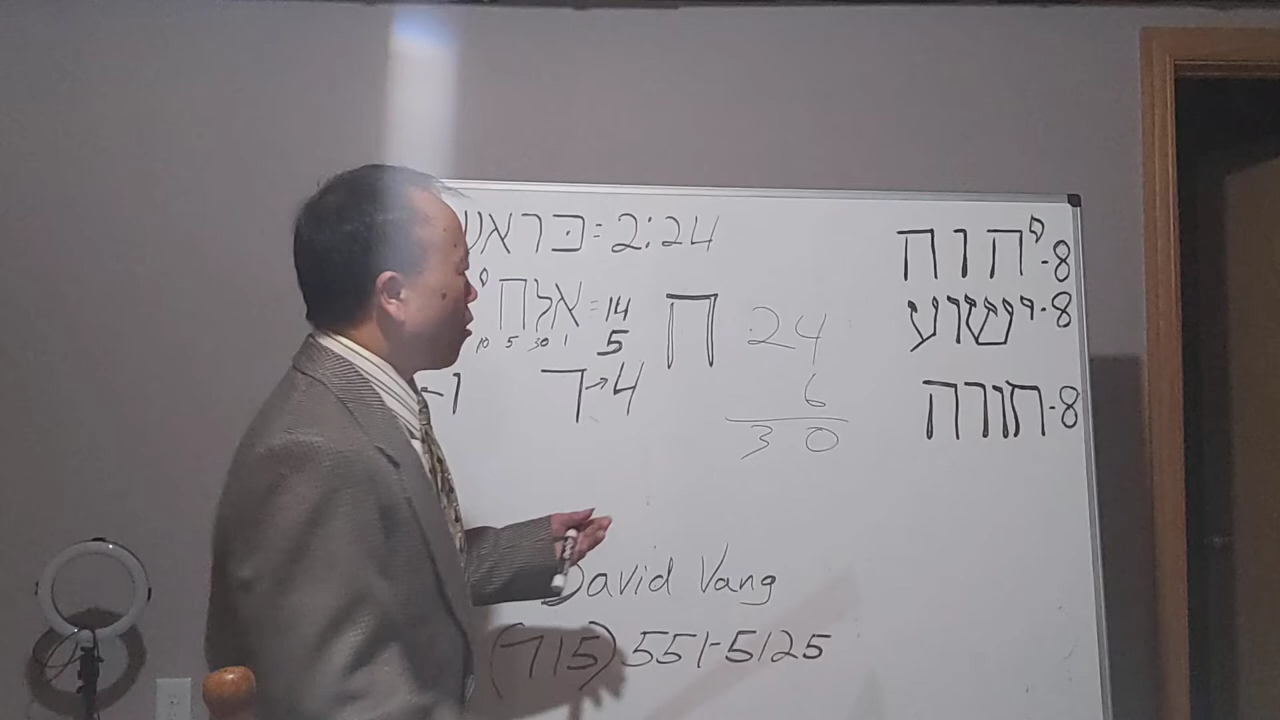 בּראש = 2:24
אלהי = 14
10 5 30 1
5
← ו
ד → 4
ה
24
6
30
יהוה - 8
ישוע - 8
תורה - 8
David Vang
(715) 551-5125